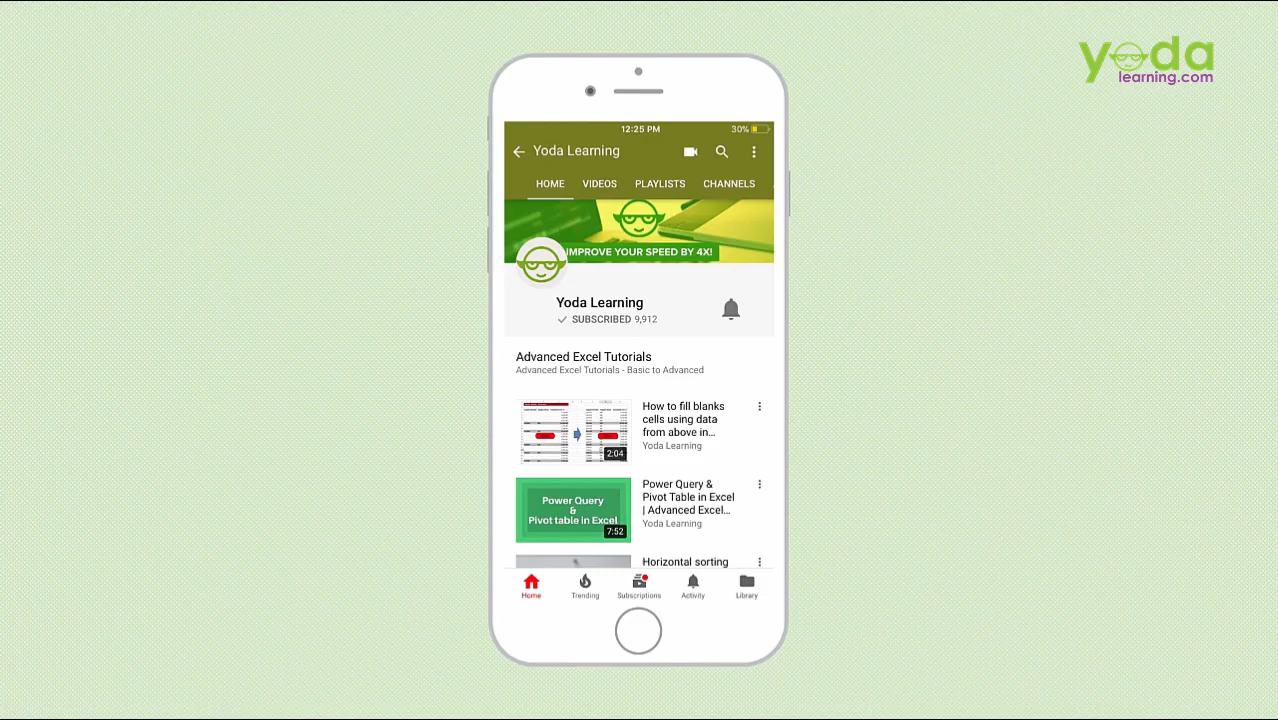 yoda
learning.com
12:25 PM
30%
Yoda Learning
HOME VIDEOS PLAYLISTS CHANNELS
IMPROVE YOUR SPEED BY 4X!
Yoda Learning
SUBSCRIBED 9,912
Advanced Excel Tutorials
Advanced Excel Tutorials - Basic to Advanced
How to fill blanks
cells using data
from above in...
Yoda Learning
2:04
Power Query
&
Pivot table in Excel
7:52
Power Query &
Pivot Table in Excel
| Advanced Excel...
Yoda Learning
Horizontal sorting
Home Trending Subscriptions Activity Library